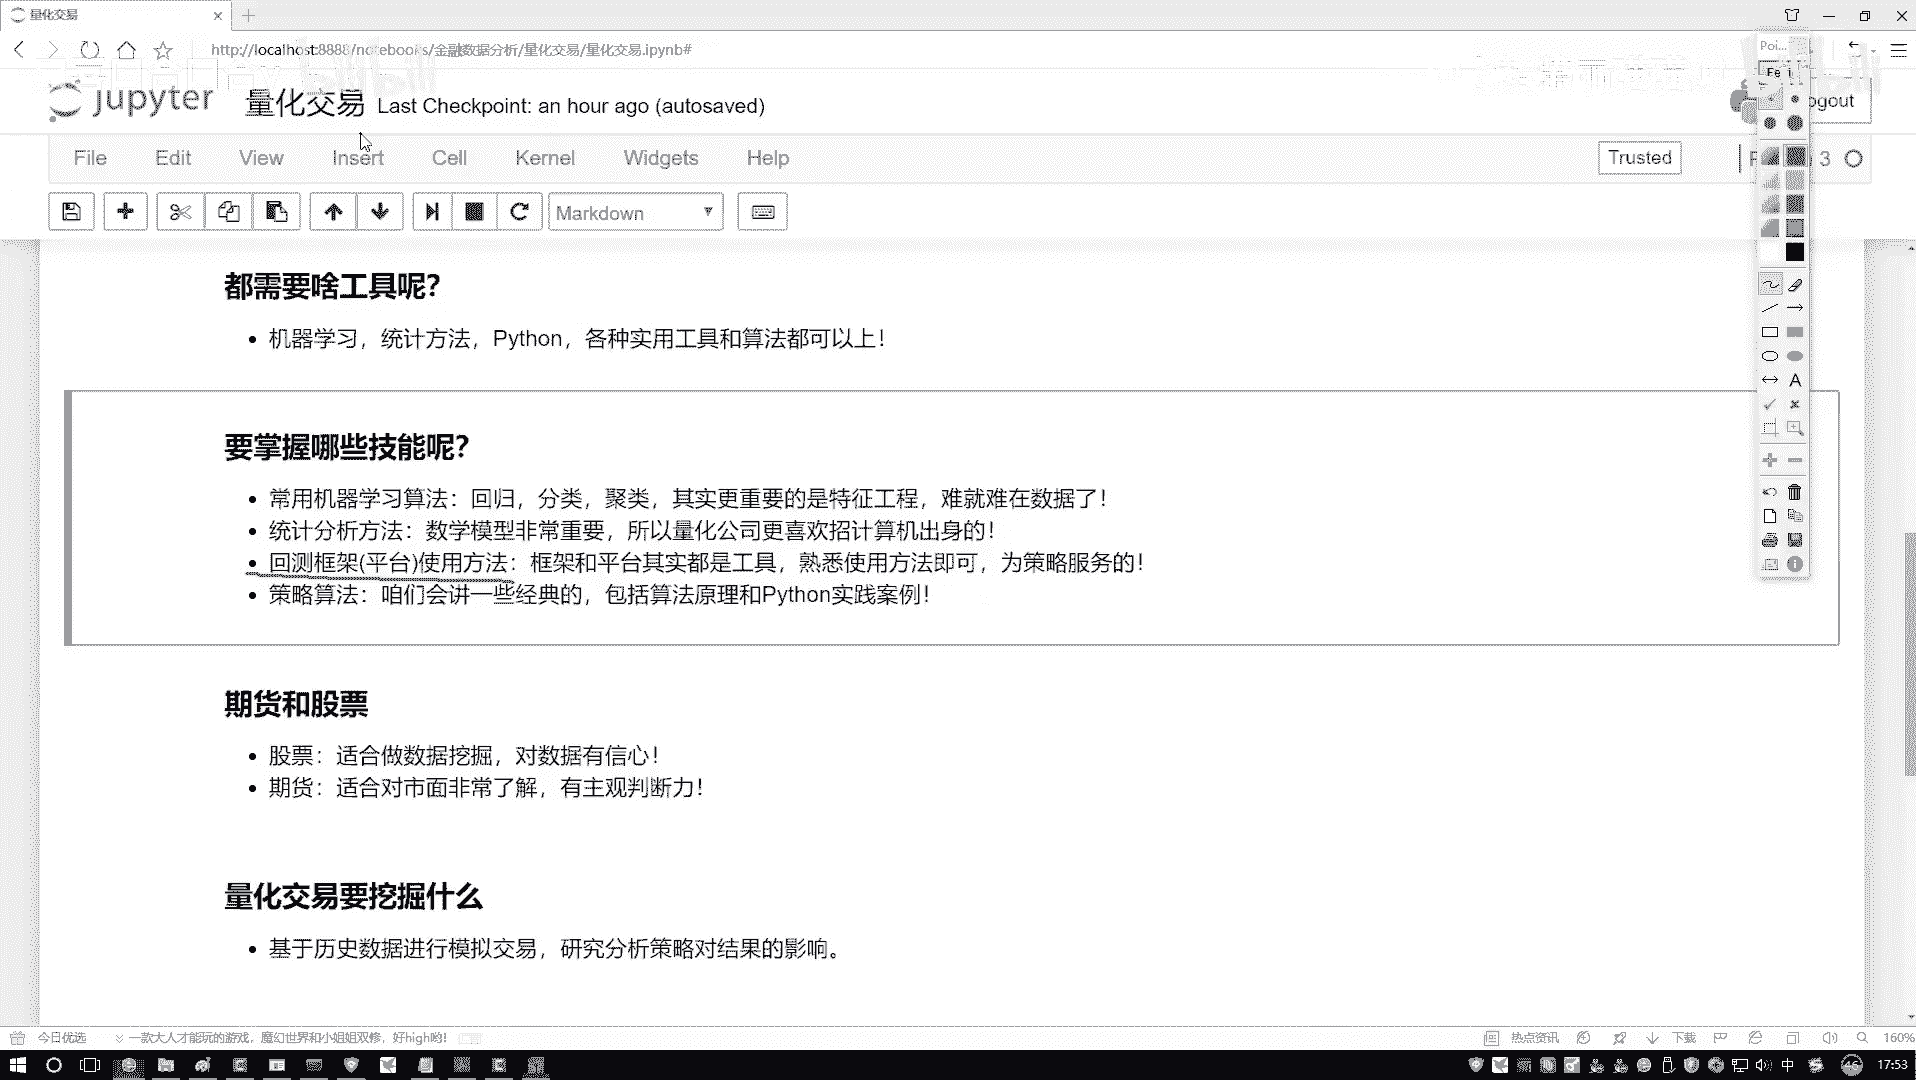 量化交易
http://localhost:8888/notebooks/金融数据分析/量化交易/量化交易.ipynb#
jupyter 量化交易 Last Checkpoint: an hour ago (autosaved)
File Edit View Insert Cell Kernel Widgets Help Trusted 3
Markdown
都需要啥工具呢？
机器学习，统计方法，Python，各种实用工具和算法都可以上！
要掌握哪些技能呢？
常用机器学习算法：回归，分类，聚类，其实更重要的是特征工程，难就难在数据了！
统计分析方法：数学模型非常重要，所以量化公司更喜欢招计算机出身的！
回测框架(平台)使用方法：框架和平台其实都是工具，熟悉使用方法即可，为策略服务的！
策略算法：咱们会讲一些经典的，包括算法原理和Python实践案例！
期货和股票
股票：适合做数据挖掘，对数据有信心！
期货：适合对市面非常了解，有主观判断力！
量化交易要挖掘什么
基于历史数据进行模拟交易，研究分析策略对结果的影响。
今日优选 一款大人才能玩的游戏，魔幻世界和小姐姐双修，好high哟! 热点资讯 下载 160%
中 46 17:53